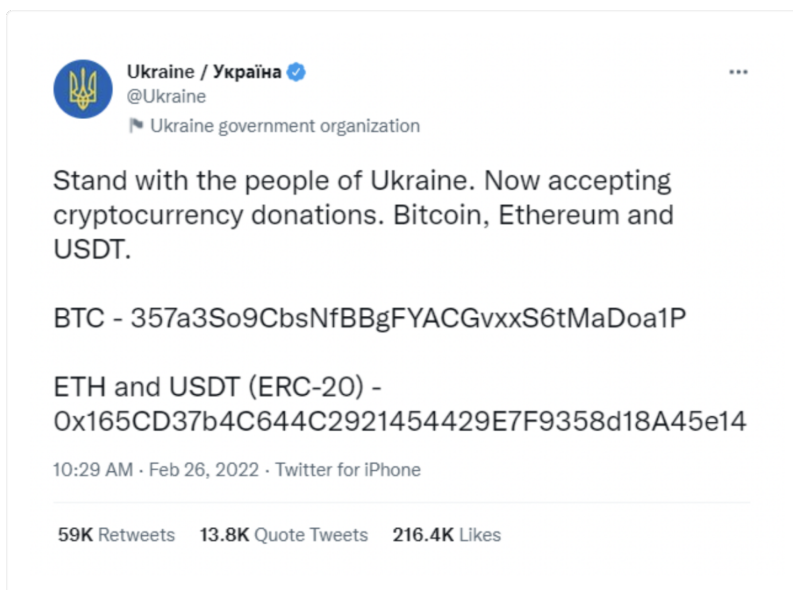 Ukraine / Україна
@Ukraine
Ukraine government organization
Stand with the people of Ukraine. Now accepting
cryptocurrency donations. Bitcoin, Ethereum and
USDT.
BTC - 357a3So9CbsNfBBgFYACGvxxS6tMaDoa1P
ETH and USDT (ERC-20) -
0x165CD37b4C644C2921454429E7F9358d18A45e14
10:29 AM · Feb 26, 2022 · Twitter for iPhone
59K Retweets 13.8K Quote Tweets 216.4K Likes